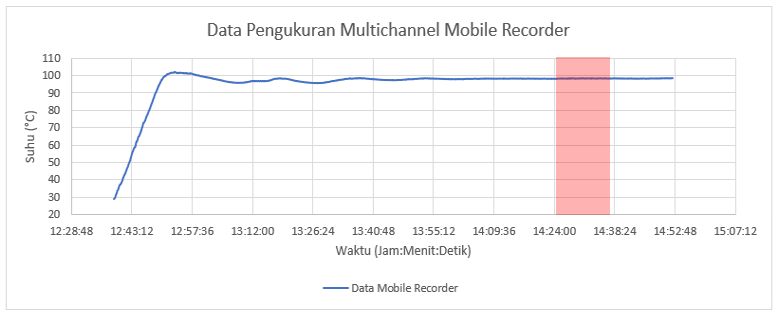 Data Pengukuran Multichannel Mobile Recorder
110
100
90
80
70
60
50
40
30
20
Suhu (°C)
12:28:48 12:43:12 12:57:36 13:12:00 13:26:24 13:40:48 13:55:12 14:09:36 14:24:00 14:38:24 14:52:48 15:07:12
Waktu (Jam:Menit:Detik)
Data Mobile Recorder